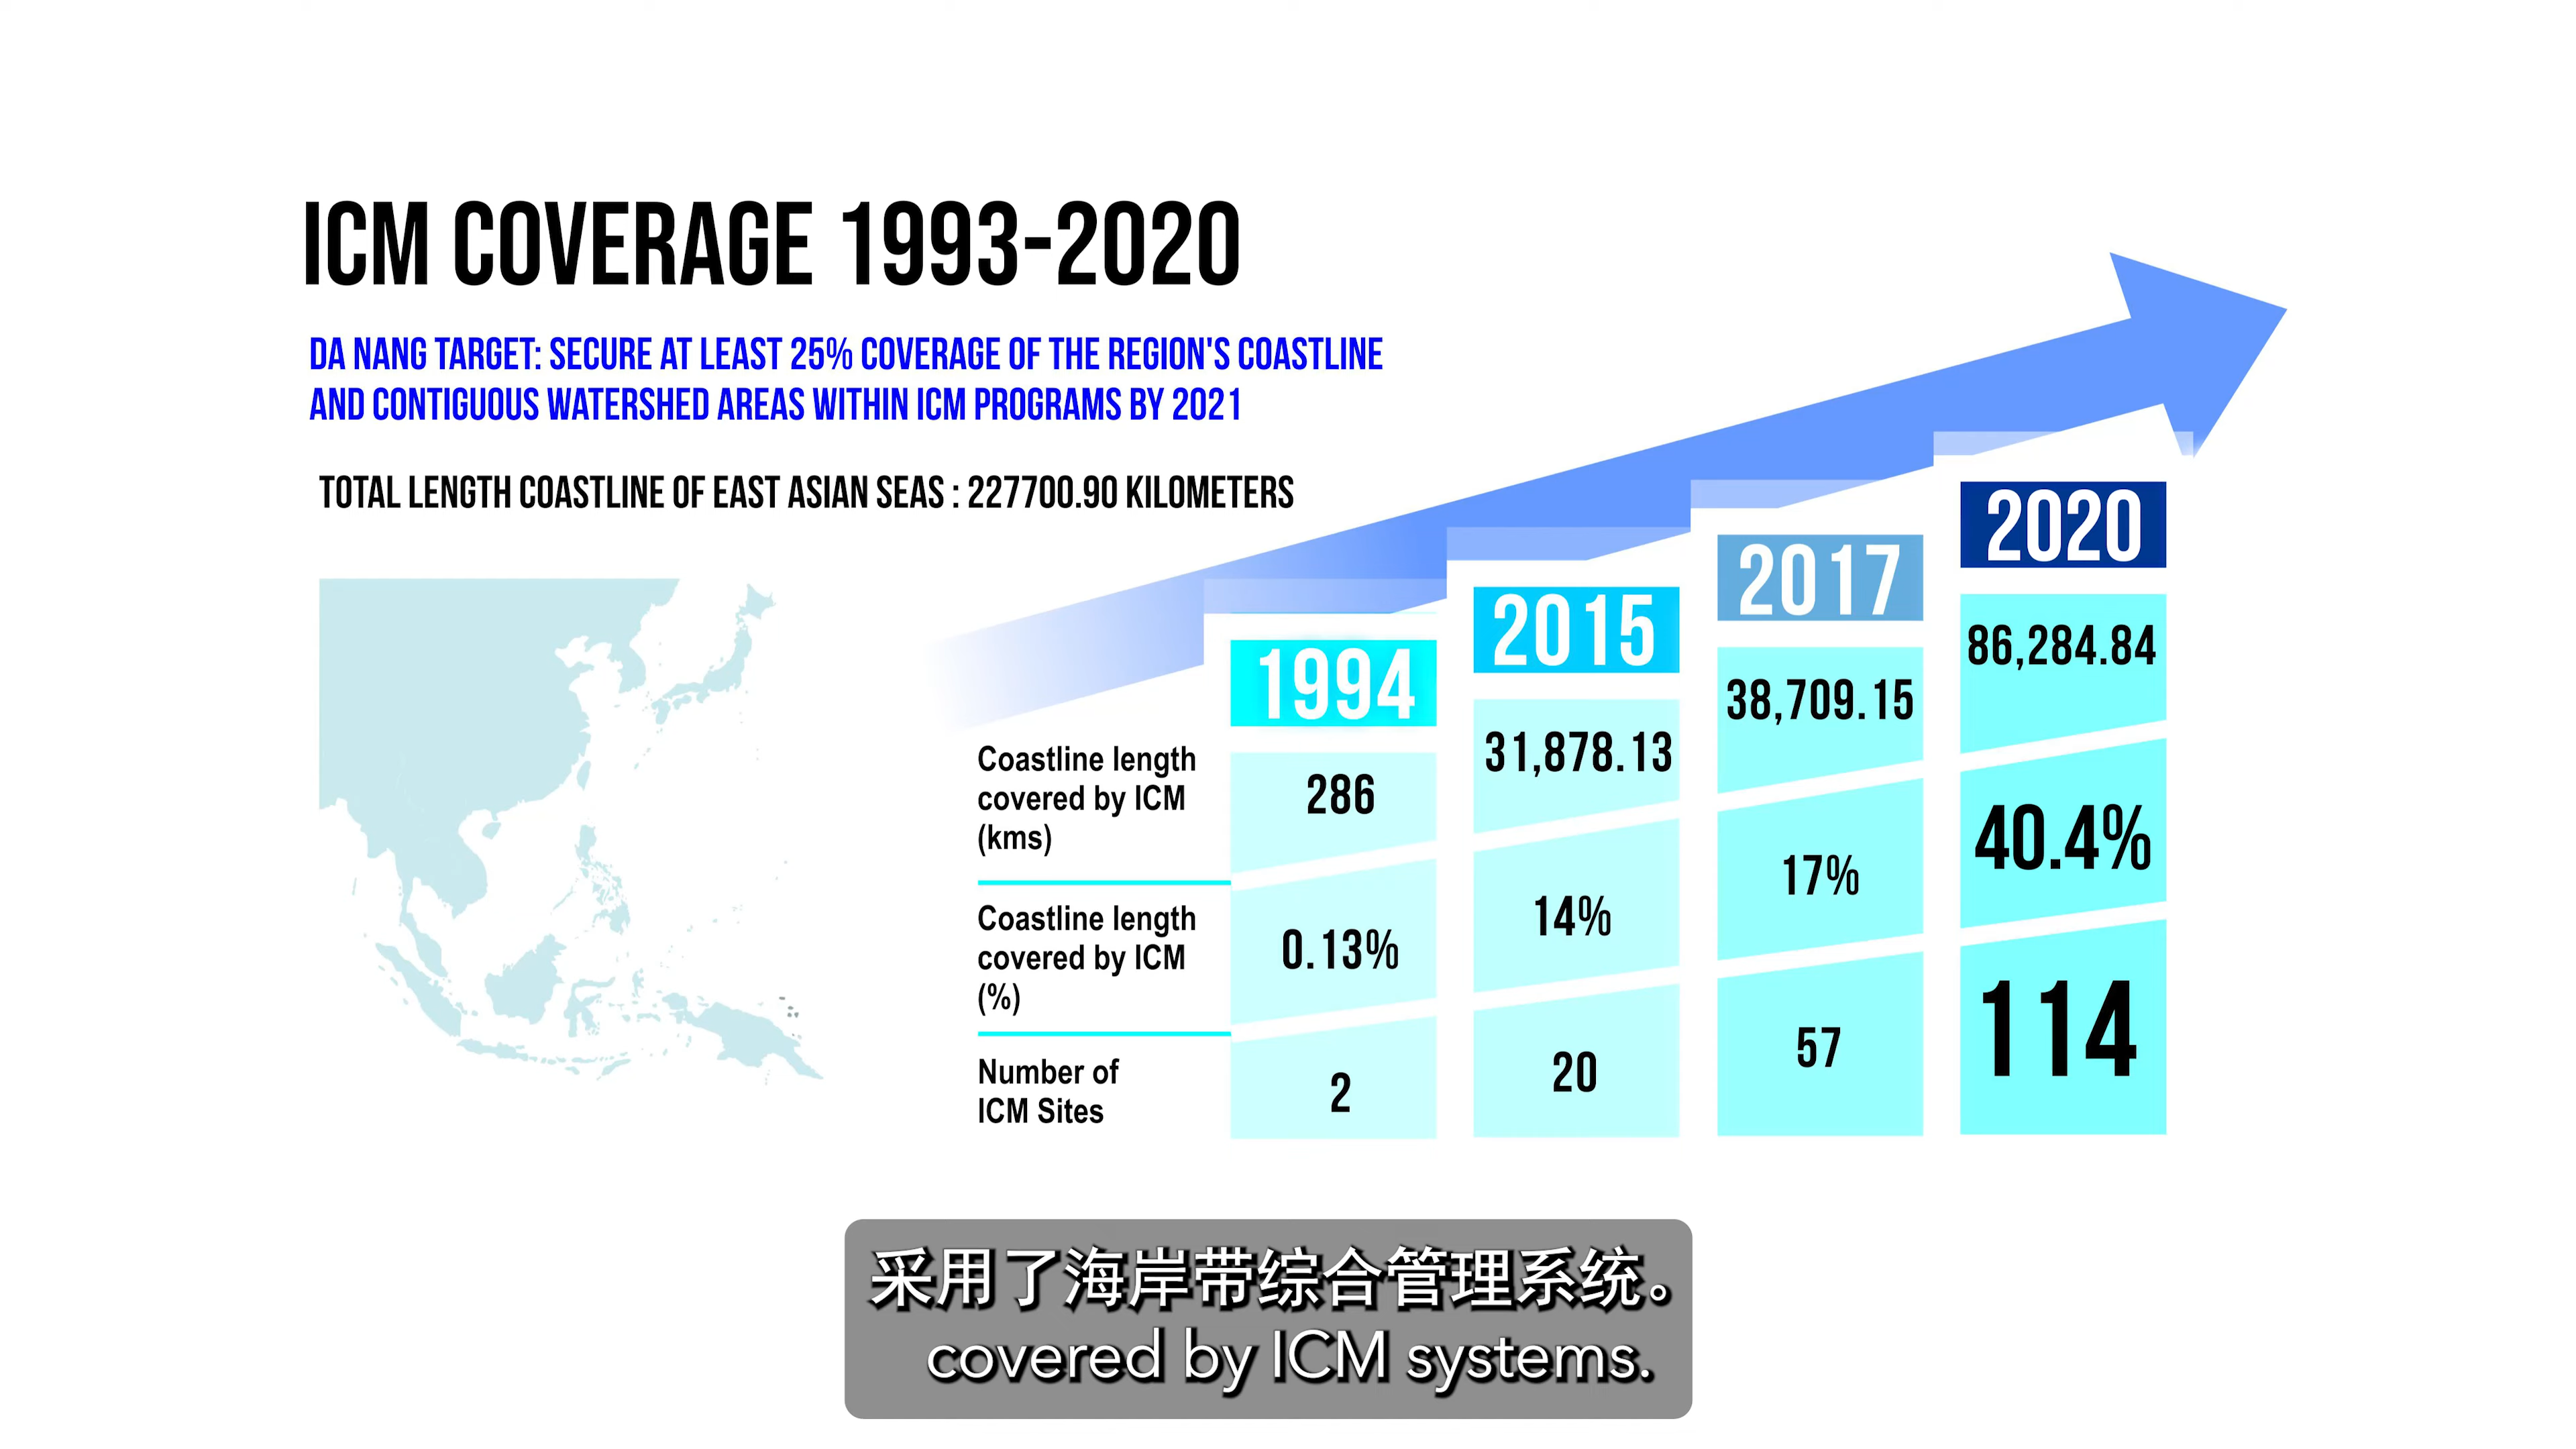 ICM COVERAGE 1993-2020
DA NANG TARGET: SECURE AT LEAST 25% COVERAGE OF THE REGION'S COASTLINE
AND CONTIGUOUS WATERSHED AREAS WITHIN ICM PROGRAMS BY 2021
TOTAL LENGTH COASTLINE OF EAST ASIAN SEAS : 227700.90 KILOMETERS
1994
2015
2017
2020
Coastline length
covered by ICM
(kms)
286
31,878.13
38,709.15
86,284.84
Coastline length
covered by ICM
(%)
0.13%
14%
17%
40.4%
Number of
ICM Sites
2
20
57
114
采用了海岸带综合管理系统。
covered by ICM systems.